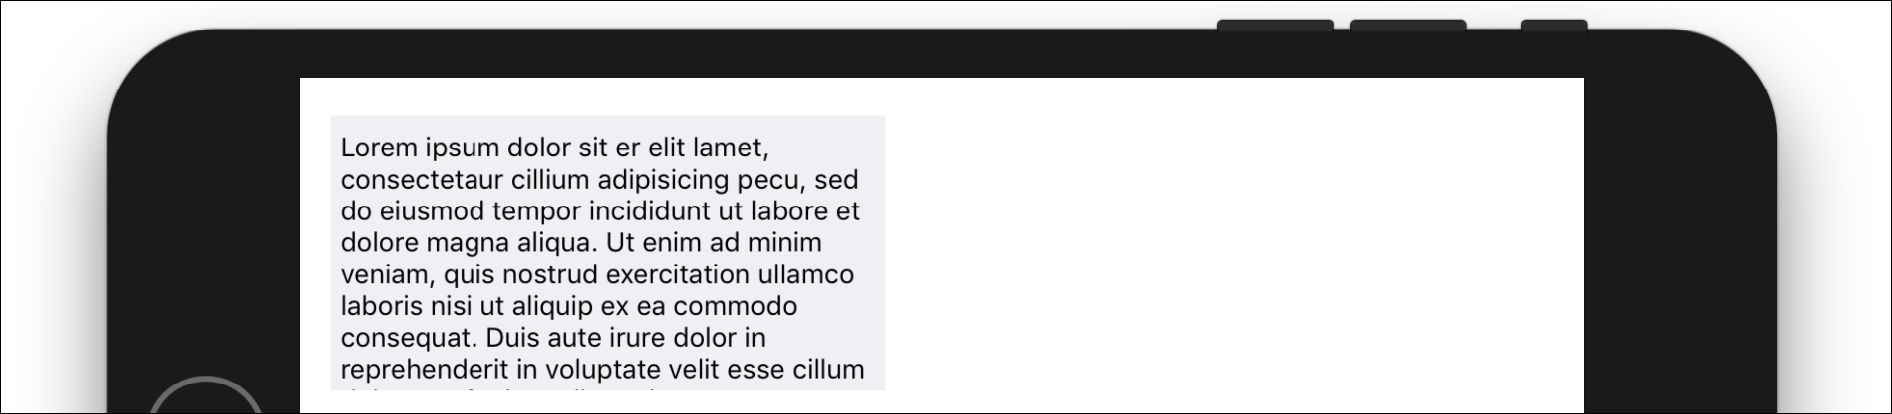 Lorem ipsum dolor sit er elit lamet,
consectetaur cillium adipisicing pecu, sed
do eiusmod tempor incididunt ut labore et
dolore magna aliqua. Ut enim ad minim
veniam, quis nostrud exercitation ullamco
laboris nisi ut aliquip ex ea commodo
consequat. Duis aute irure dolor in
reprehenderit in voluptate velit esse cillum